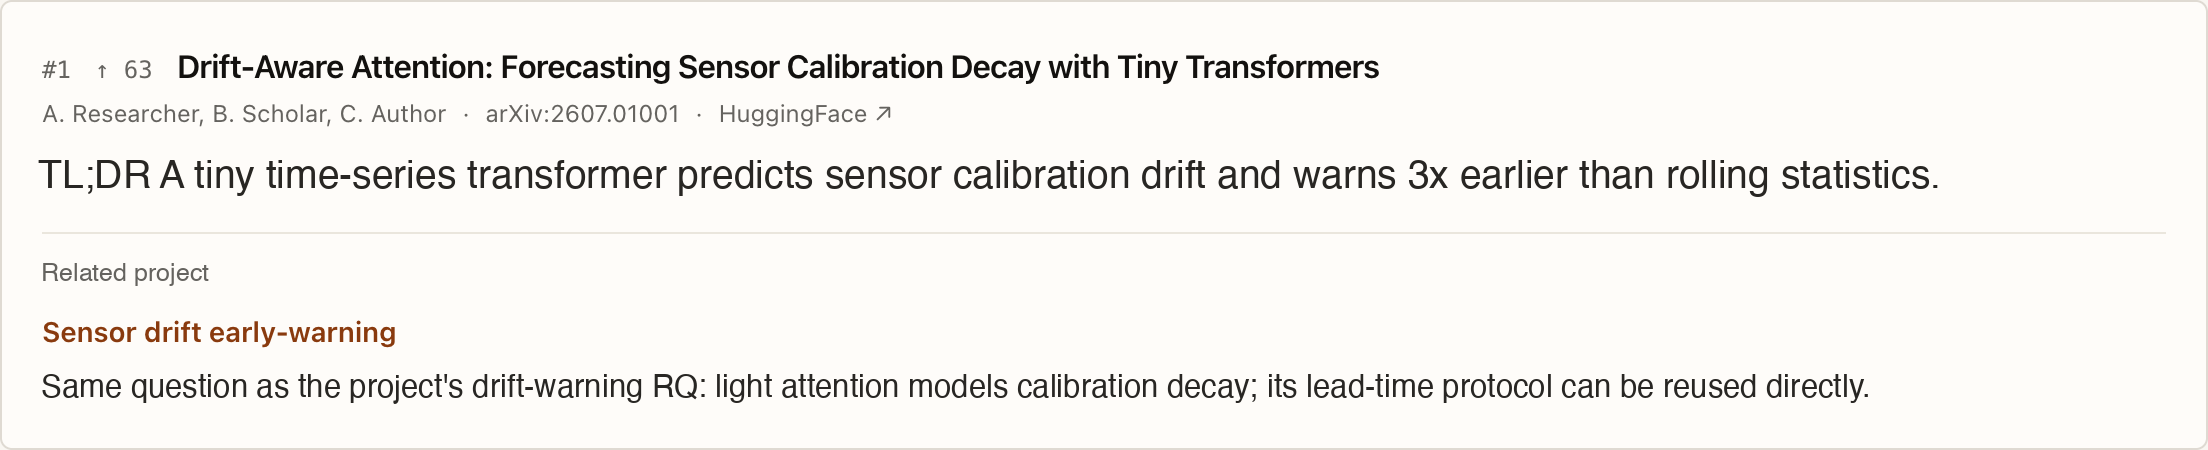 #1 ↑ 63 Drift-Aware Attention: Forecasting Sensor Calibration Decay with Tiny Transformers
A. Researcher, B. Scholar, C. Author · arXiv:2607.01001 · HuggingFace ↗
TL;DR A tiny time-series transformer predicts sensor calibration drift and warns 3x earlier than rolling statistics.
Related project
Sensor drift early-warning
Same question as the project's drift-warning RQ: light attention models calibration decay; its lead-time protocol can be reused directly.